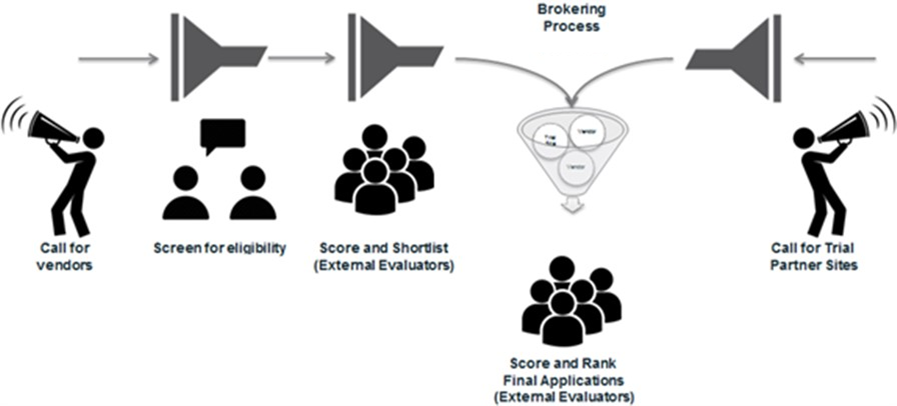 Brokering
Process
Vendor
Vendor
Call for
vendors
Screen for eligibility
Score and Shortlist
(External Evaluators)
Call for Trial
Partner Sites
Score and Rank
Final Applications
(External Evaluators)